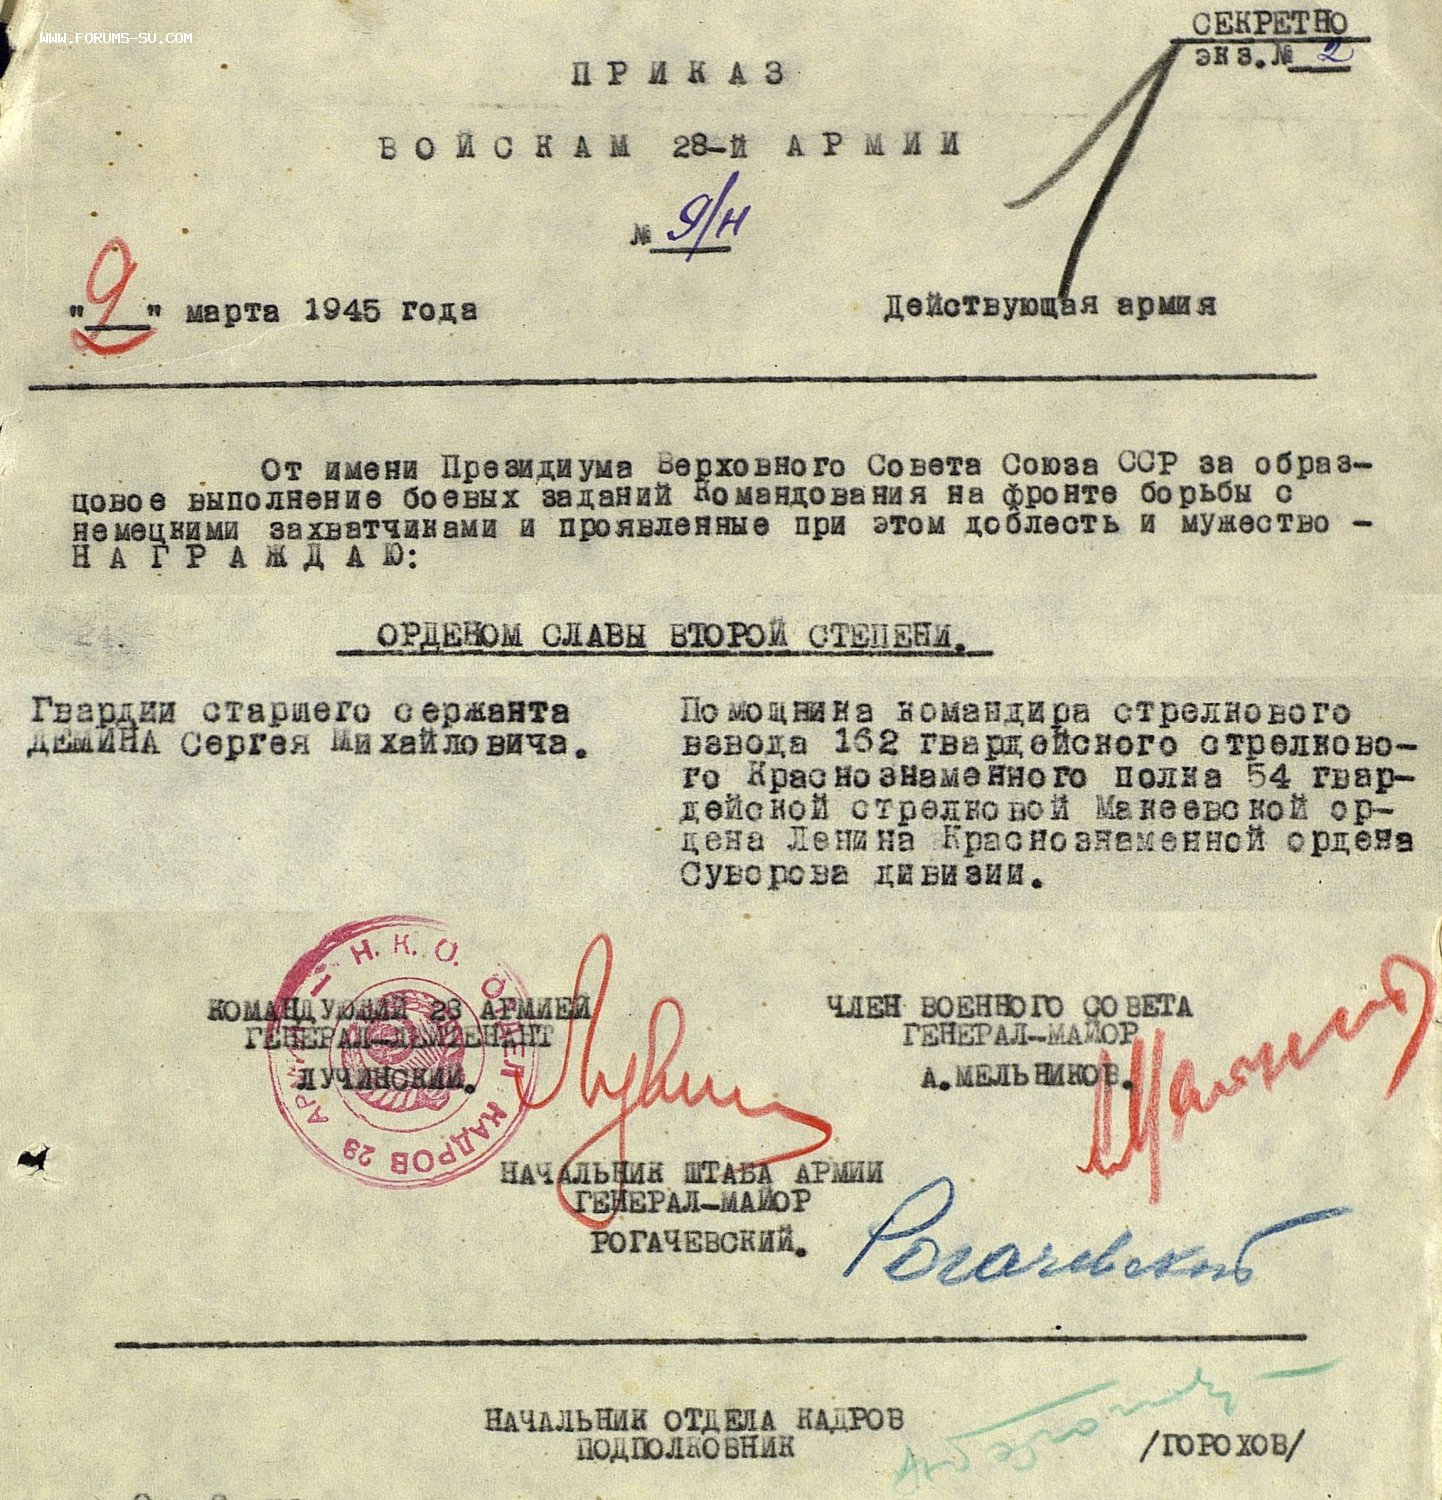 www.FORUMS-SU.COM
СЕКРЕТНО
экз.№ 2
ПРИКАЗ
ВОЙСКАМ 28-й АРМИИ
№ 9/н
"9" марта 1945 года
Действующая армия
От имени Президиума Верховного Совета Союза ССР за образ-
цовое выполнение боевых заданий Командования на фронте борьбы с
немецкими захватчиками и проявленные при этом доблесть и мужество -
НАГРАЖДАЮ:
24.
ОРДЕНОМ СЛАВЫ ВТОРОЙ СТЕПЕНИ.
Гвардии старшего сержанта
ДЕМИНА Сергея Михайловича.
Помощника командира стрелкового
взвода 162 гвардейского стрелково-
го Краснознаменного полка 54 гвар-
дейской стрелковой Макеевской ор-
дена Ленина Краснознаменной ордена
Суворова дивизии.
Н.К.О. ОТДЕЛ КАДРОВ 28 АРМИИ
КОМАНДУЮЩИЙ 28 АРМИЕЙ
ГЕНЕРАЛ-ЛЕЙТЕНАНТ
ЛУЧИНСКИЙ.
ЧЛЕН ВОЕННОГО СОВЕТА
ГЕНЕРАЛ-МАЙОР
А.МЕЛЬНИКОВ.
НАЧАЛЬНИК ШТАБА АРМИИ
ГЕНЕРАЛ-МАЙОР
РОГАЧЕВСКИЙ.
Рогачевский
НАЧАЛЬНИК ОТДЕЛА КАДРОВ
ПОДПОЛКОВНИК
/ГОРОХОВ/